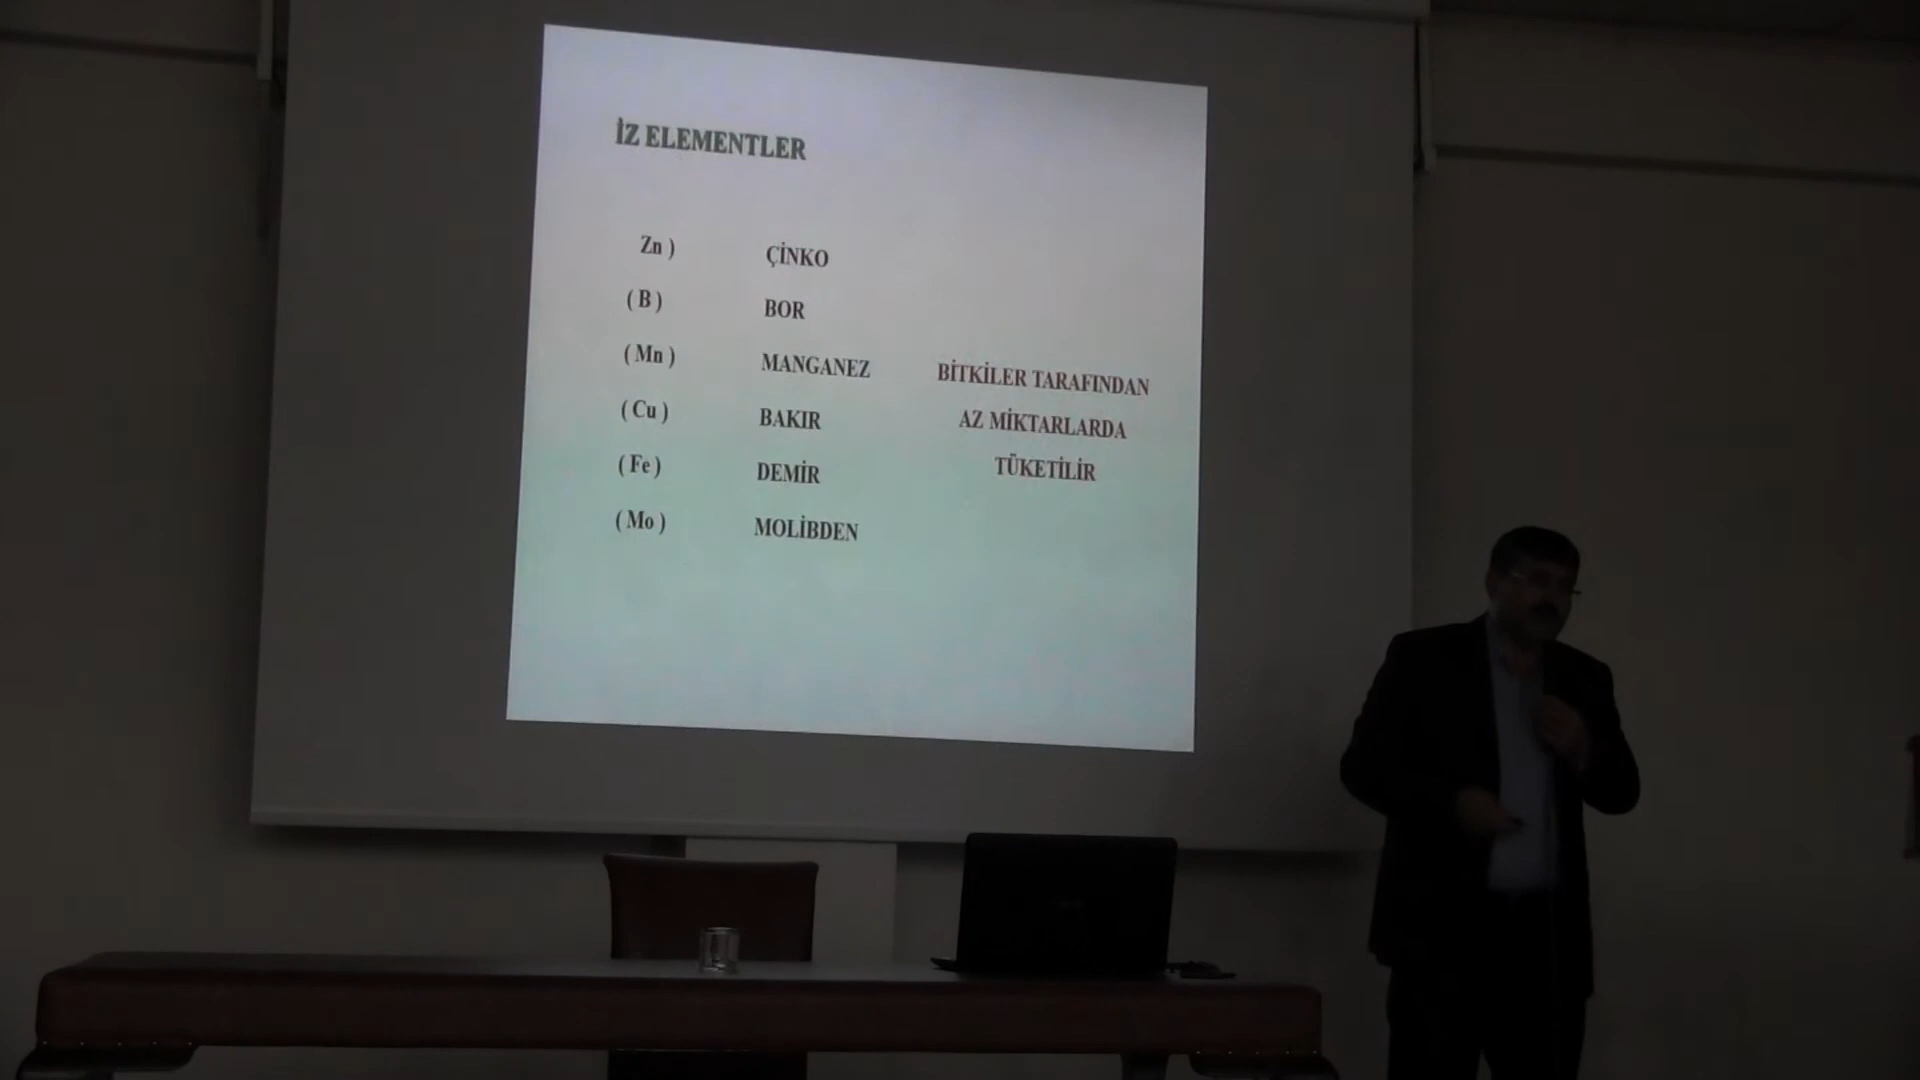 İZ ELEMENTLER
Zn ) ÇİNKO
( B ) BOR
( Mn ) MANGANEZ BİTKİLER TARAFINDAN
( Cu ) BAKIR AZ MİKTARLARDA
( Fe ) DEMİR TÜKETİLİR
( Mo ) MOLİBDEN